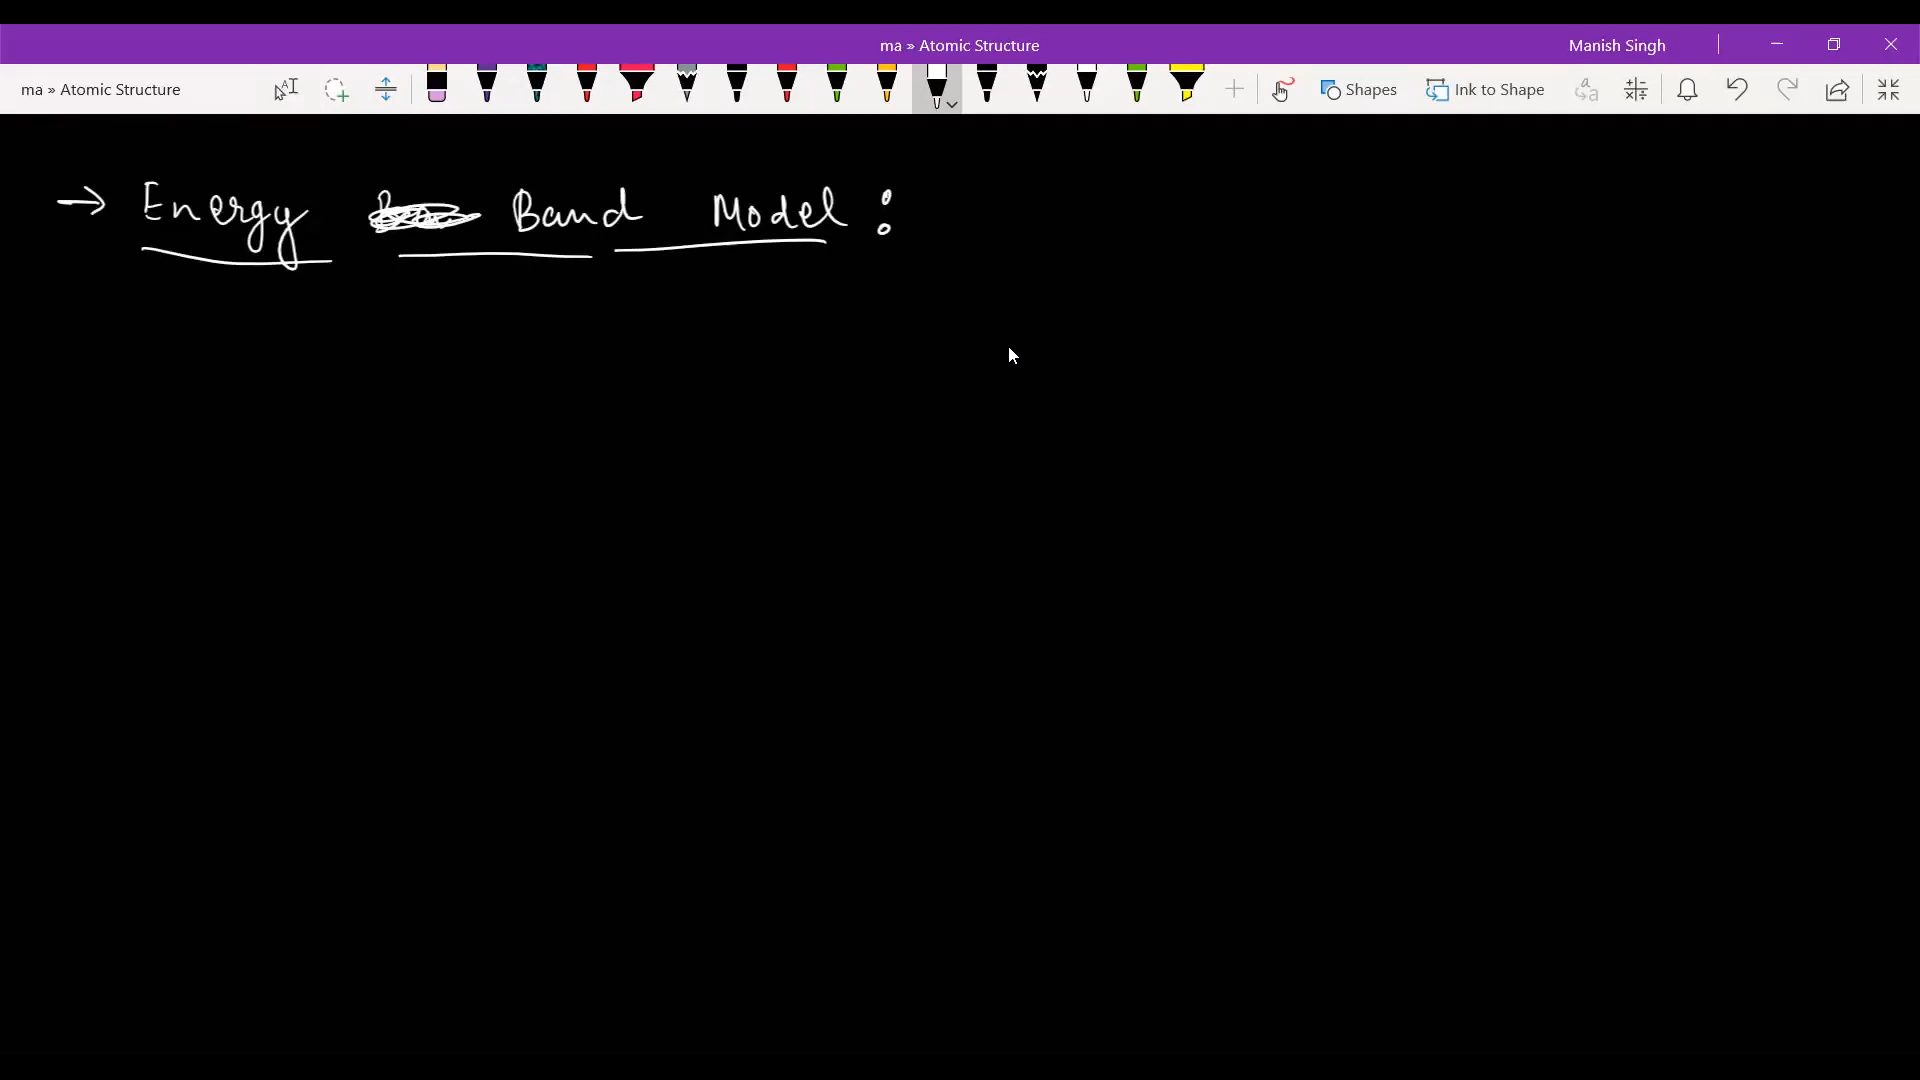 ma » Atomic Structure
Manish Singh
ma » Atomic Structure
Shapes
Ink to Shape
→ Energy Band Model :